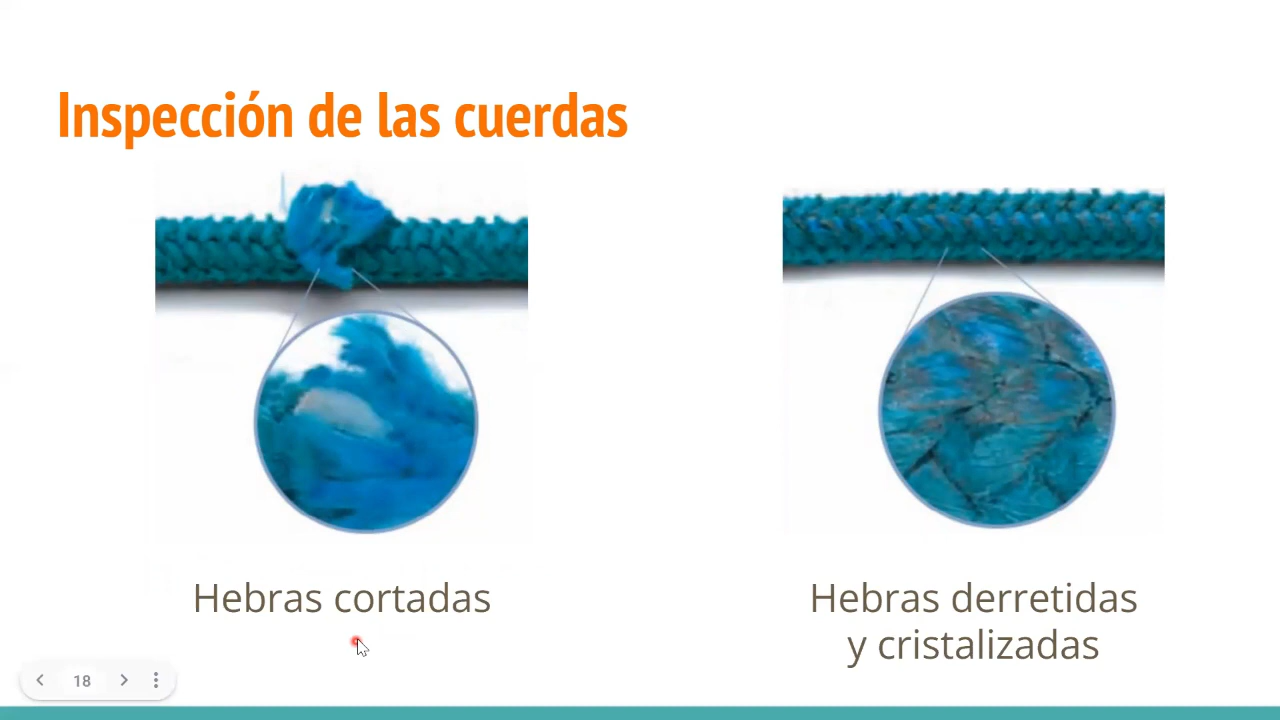 Inspección de las cuerdas
Hebras cortadas
Hebras derretidas
y cristalizadas
18